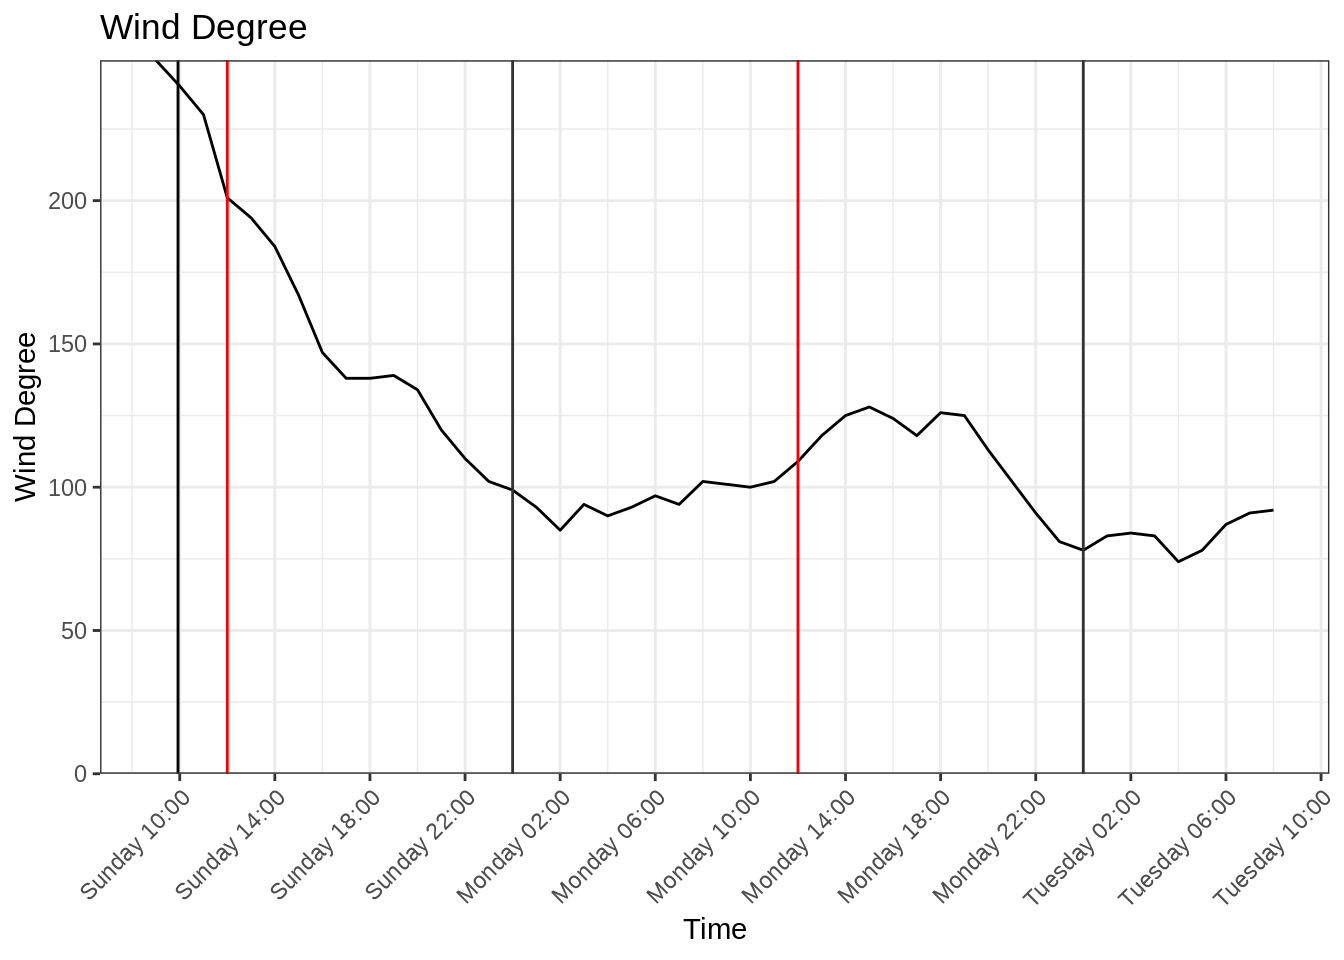 Wind Degree
Wind Degree
200
150
100
50
0
Sunday 10:00
Sunday 14:00
Sunday 18:00
Sunday 22:00
Monday 02:00
Monday 06:00
Monday 10:00
Monday 14:00
Monday 18:00
Monday 22:00
Tuesday 02:00
Tuesday 06:00
Tuesday 10:00
Time